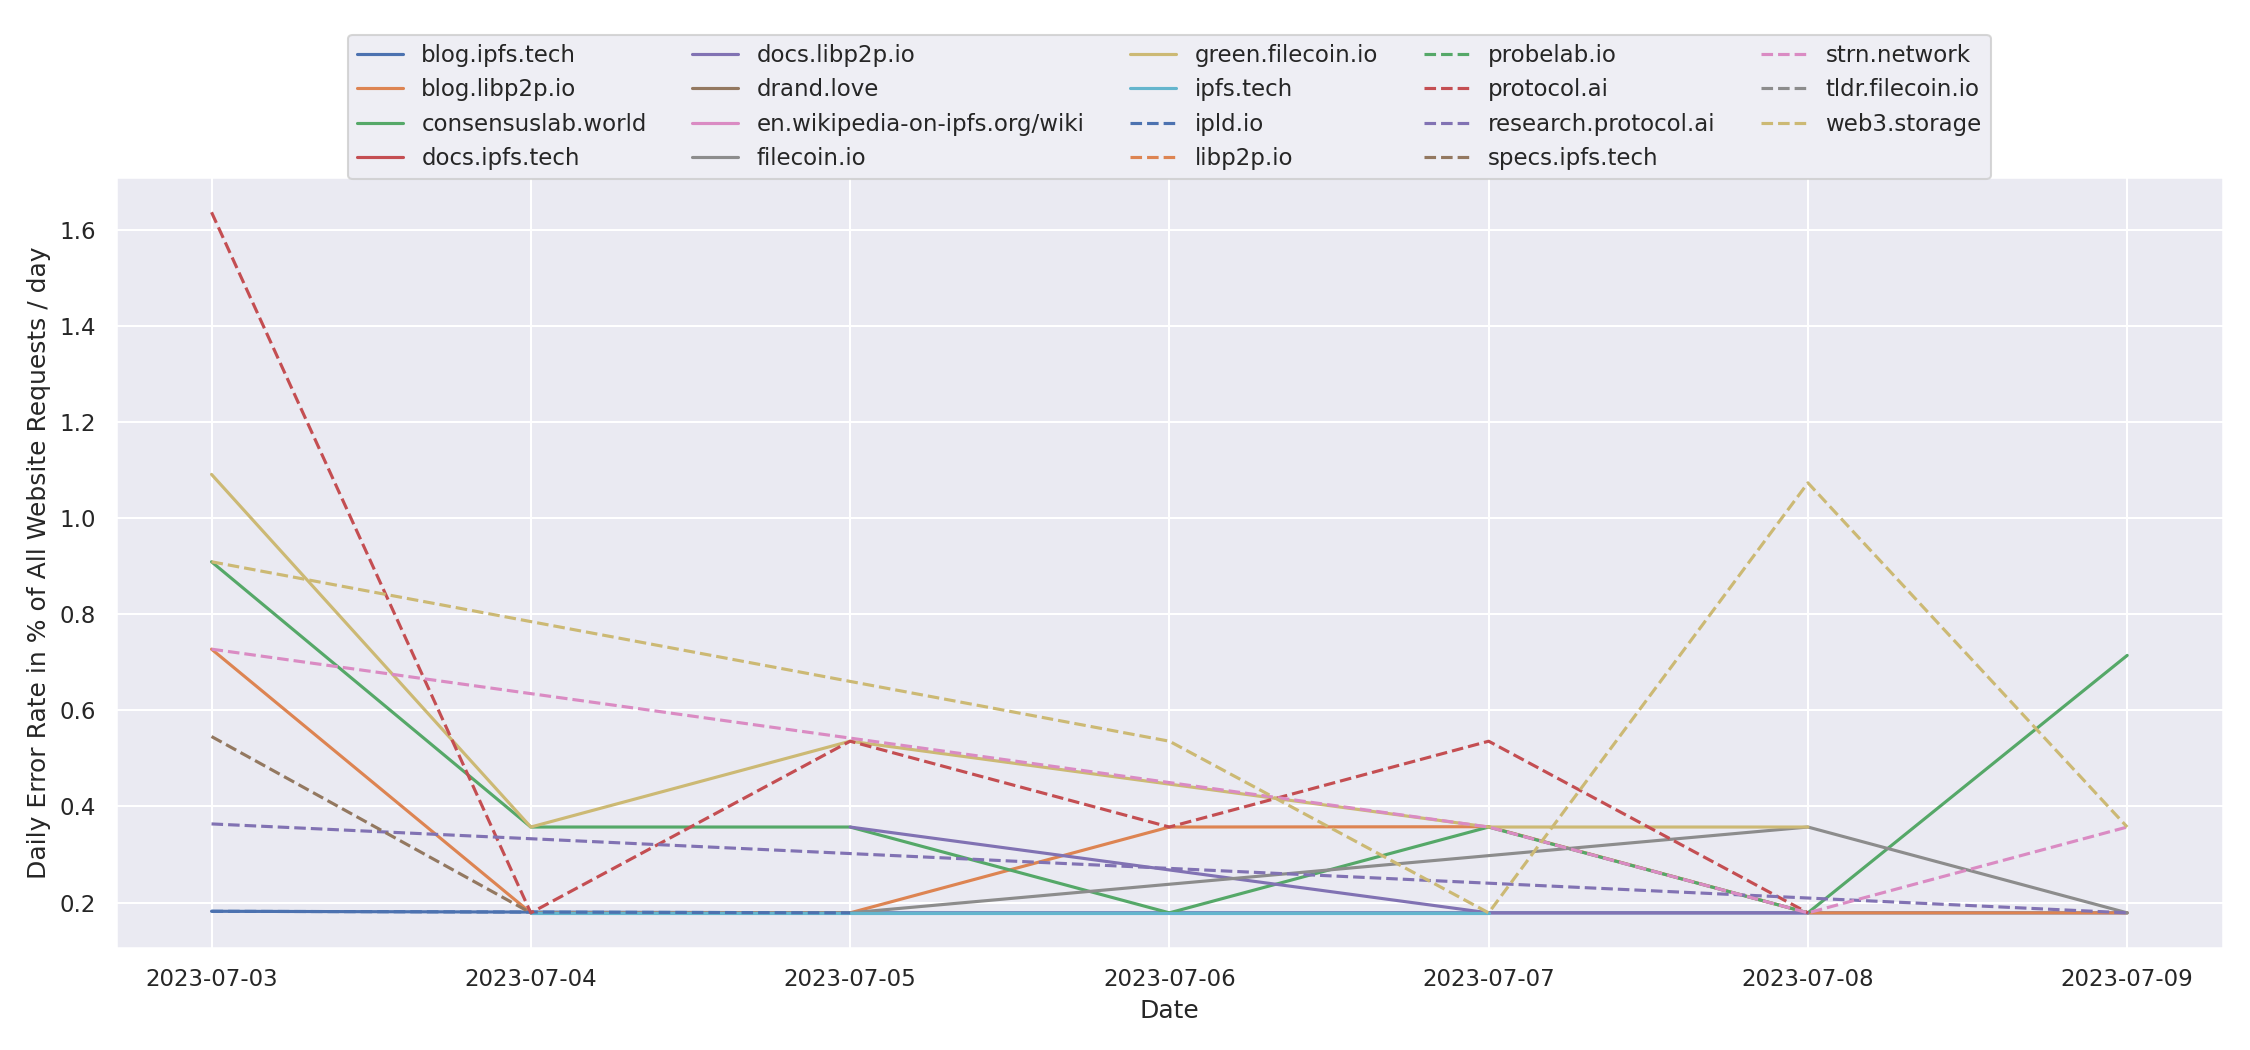 blog.ipfs.tech
blog.libp2p.io
consensuslab.world
docs.ipfs.tech
docs.libp2p.io
drand.love
en.wikipedia-on-ipfs.org/wiki
filecoin.io
green.filecoin.io
ipfs.tech
ipld.io
libp2p.io
probelab.io
protocol.ai
research.protocol.ai
specs.ipfs.tech
strn.network
tldr.filecoin.io
web3.storage
Daily Error Rate in % of All Website Requests / day
1.6
1.4
1.2
1.0
0.8
0.6
0.4
0.2
2023-07-03
2023-07-04
2023-07-05
2023-07-06
2023-07-07
2023-07-08
2023-07-09
Date